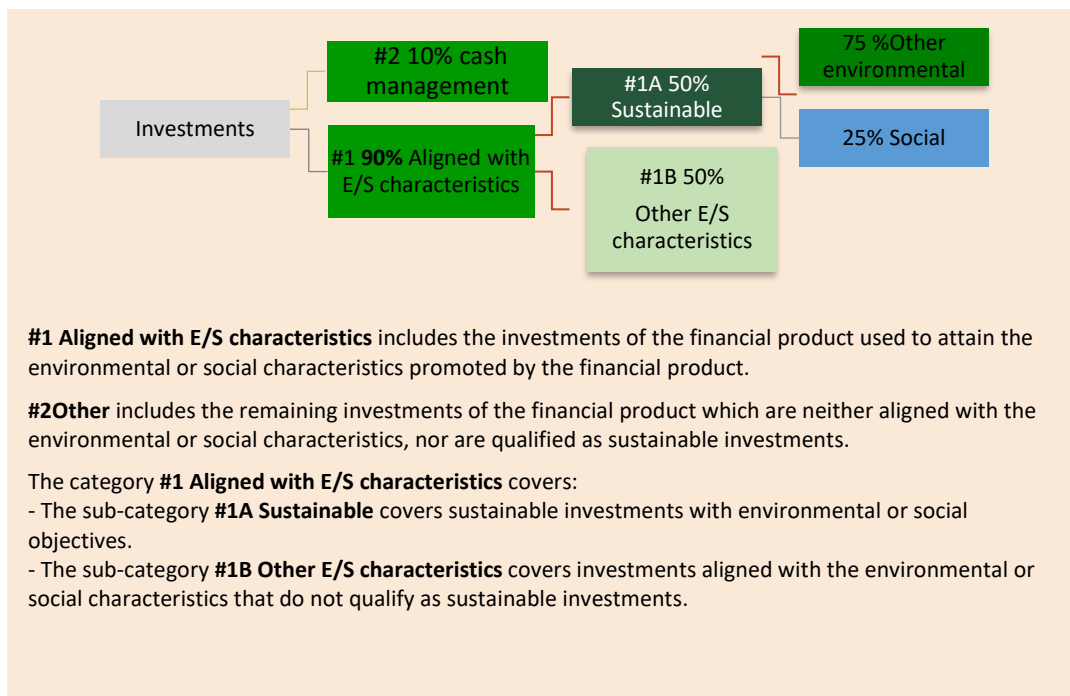 Investments
#2 10% cash
management
#1 90% Aligned with
E/S characteristics
#1A 50%
Sustainable
#1B 50%
Other E/S
characteristics
75 %Other
environmental
25% Social
#1 Aligned with E/S characteristics includes the investments of the financial product used to attain the
environmental or social characteristics promoted by the financial product.
#2Other includes the remaining investments of the financial product which are neither aligned with the
environmental or social characteristics, nor are qualified as sustainable investments.
The category #1 Aligned with E/S characteristics covers:
- The sub-category #1A Sustainable covers sustainable investments with environmental or social
objectives.
- The sub-category #1B Other E/S characteristics covers investments aligned with the environmental or
social characteristics that do not qualify as sustainable investments.